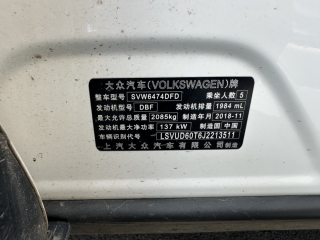 大众汽车(VOLKSWAGEN)牌
整车型号 SVW6474DFD 乘坐人数 5
发动机型号 DBF 发动机排量 1984 mL
最大允许总质量 2085kg 制造年月 2018-11
发动机最大净功率 137 kW 制造国 中国
车辆识别代号 LSVUD60T6J2213511
上汽大众汽车有限公司制造